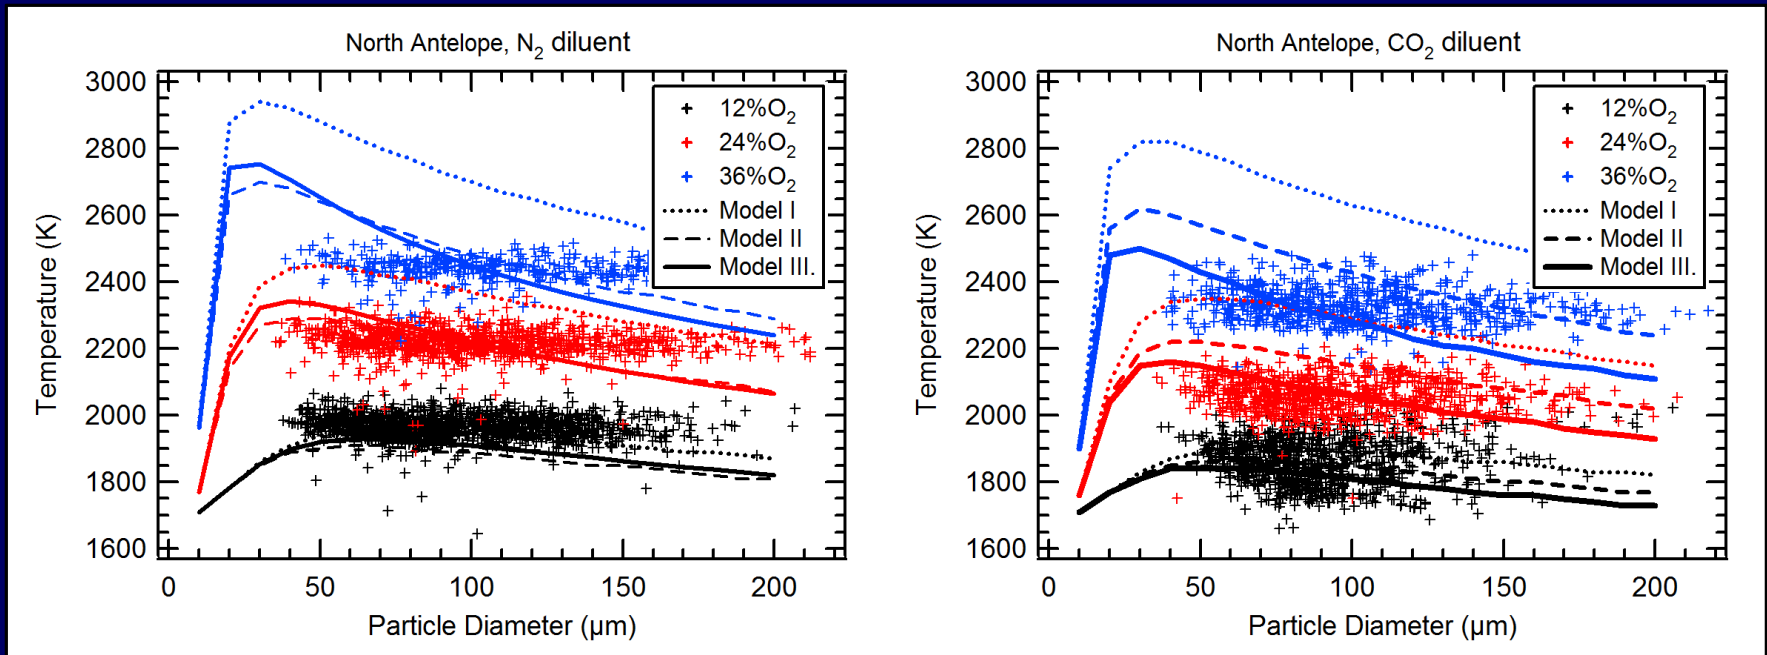 North Antelope, N2 diluent
3000
2800
2600
2400
2200
2000
1800
1600
Temperature (K)
0 50 100 150 200
Particle Diameter (µm)
12%O2
24%O2
36%O2
Model I
Model II
Model III.
North Antelope, CO2 diluent
3000
2800
2600
2400
2200
2000
1800
1600
Temperature (K)
0 50 100 150 200
Particle Diameter (µm)
12%O2
24%O2
36%O2
Model I
Model II
Model III.